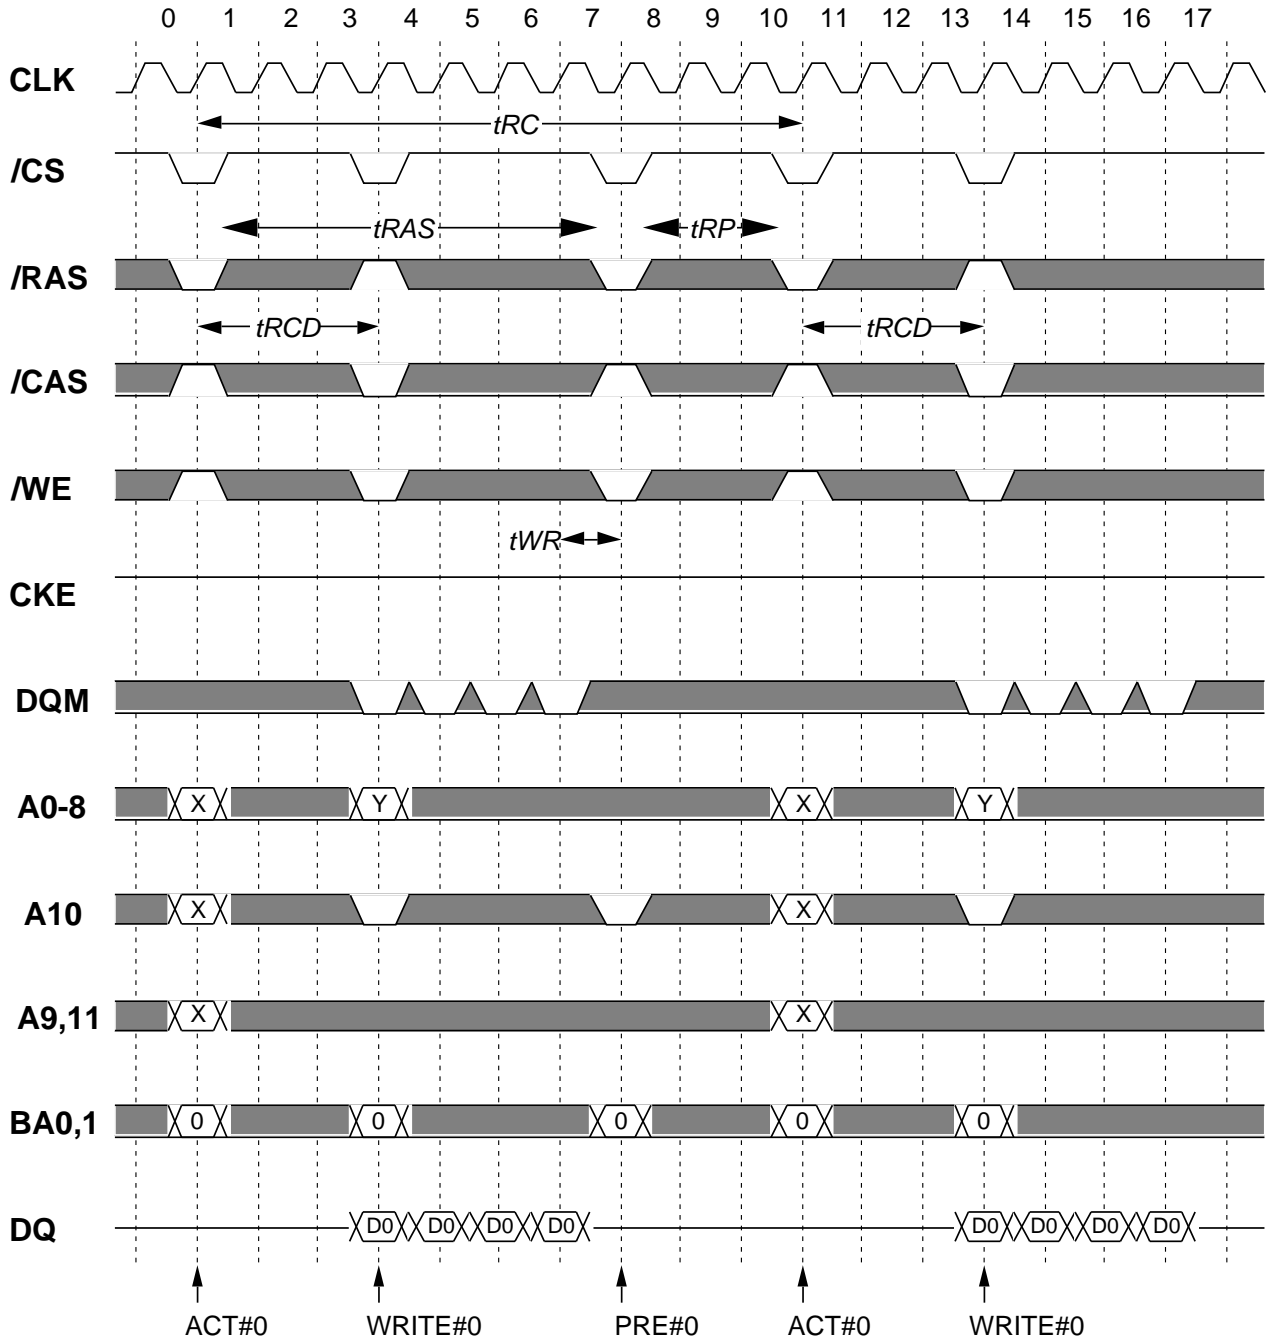 0 1 2 3 4 5 6 7 8 9 10 11 12 13 14 15 16 17
CLK
tRC
/CS
tRAS tRP
/RAS
tRCD tRCD
/CAS
/WE
tWR
CKE
DQM
A0-8 X Y X Y
A10 X X
A9,11 X X
BA0,1 0 0 0 0 0
DQ D0 D0 D0 D0 D0 D0 D0 D0
ACT#0 WRITE#0 PRE#0 ACT#0 WRITE#0